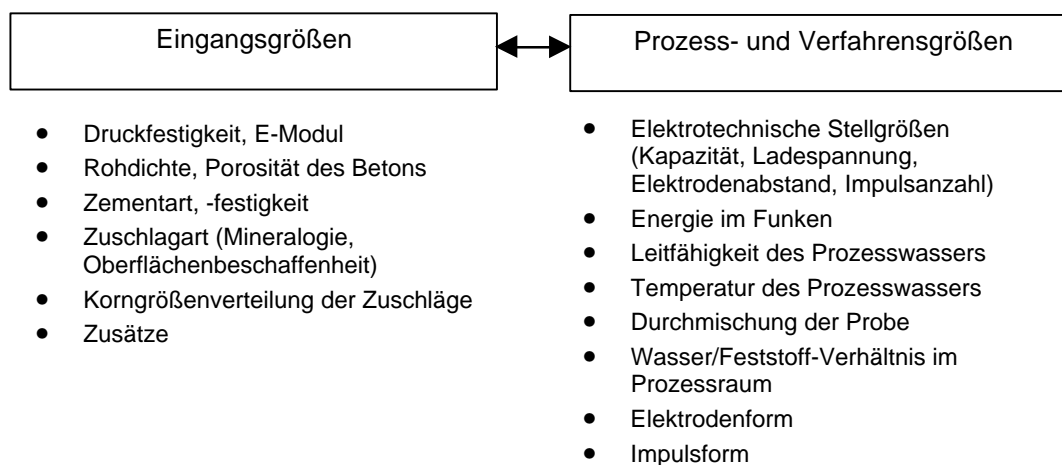 Eingangsgrößen
Prozess- und Verfahrensgrößen
• Druckfestigkeit, E-Modul
• Rohdichte, Porosität des Betons
• Zementart, -festigkeit
• Zuschlagart (Mineralogie,
Oberflächenbeschaffenheit)
• Korngrößenverteilung der Zuschläge
• Zusätze
• Elektrotechnische Stellgrößen
(Kapazität, Ladespannung,
Elektrodenabstand, Impulsanzahl)
• Energie im Funken
• Leitfähigkeit des Prozesswassers
• Temperatur des Prozesswassers
• Durchmischung der Probe
• Wasser/Feststoff-Verhältnis im
Prozessraum
• Elektrodenform
• Impulsform